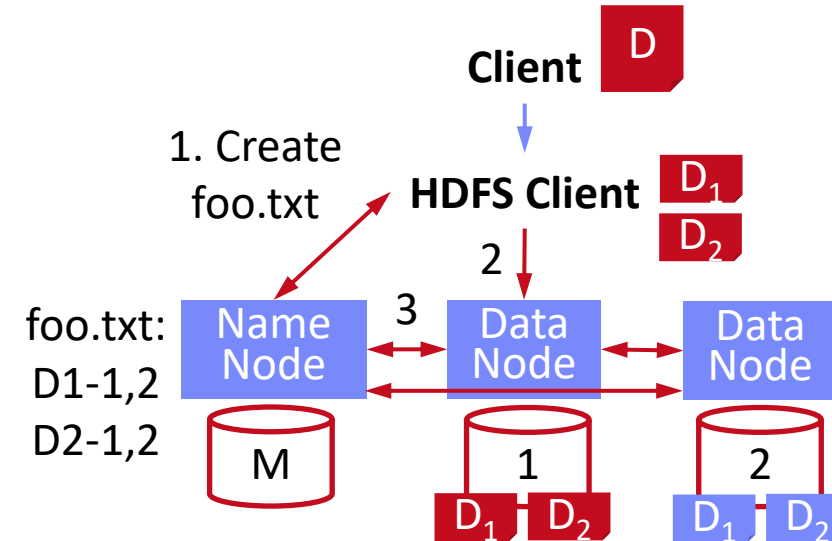 Client
D
1. Create
foo.txt
HDFS Client
D₁
D₂
2
foo.txt:
D1-1,2
D2-1,2
Name
Node
3
Data
Node
Data
Node
M
1
2
D₁
D₂
D₁
D₂